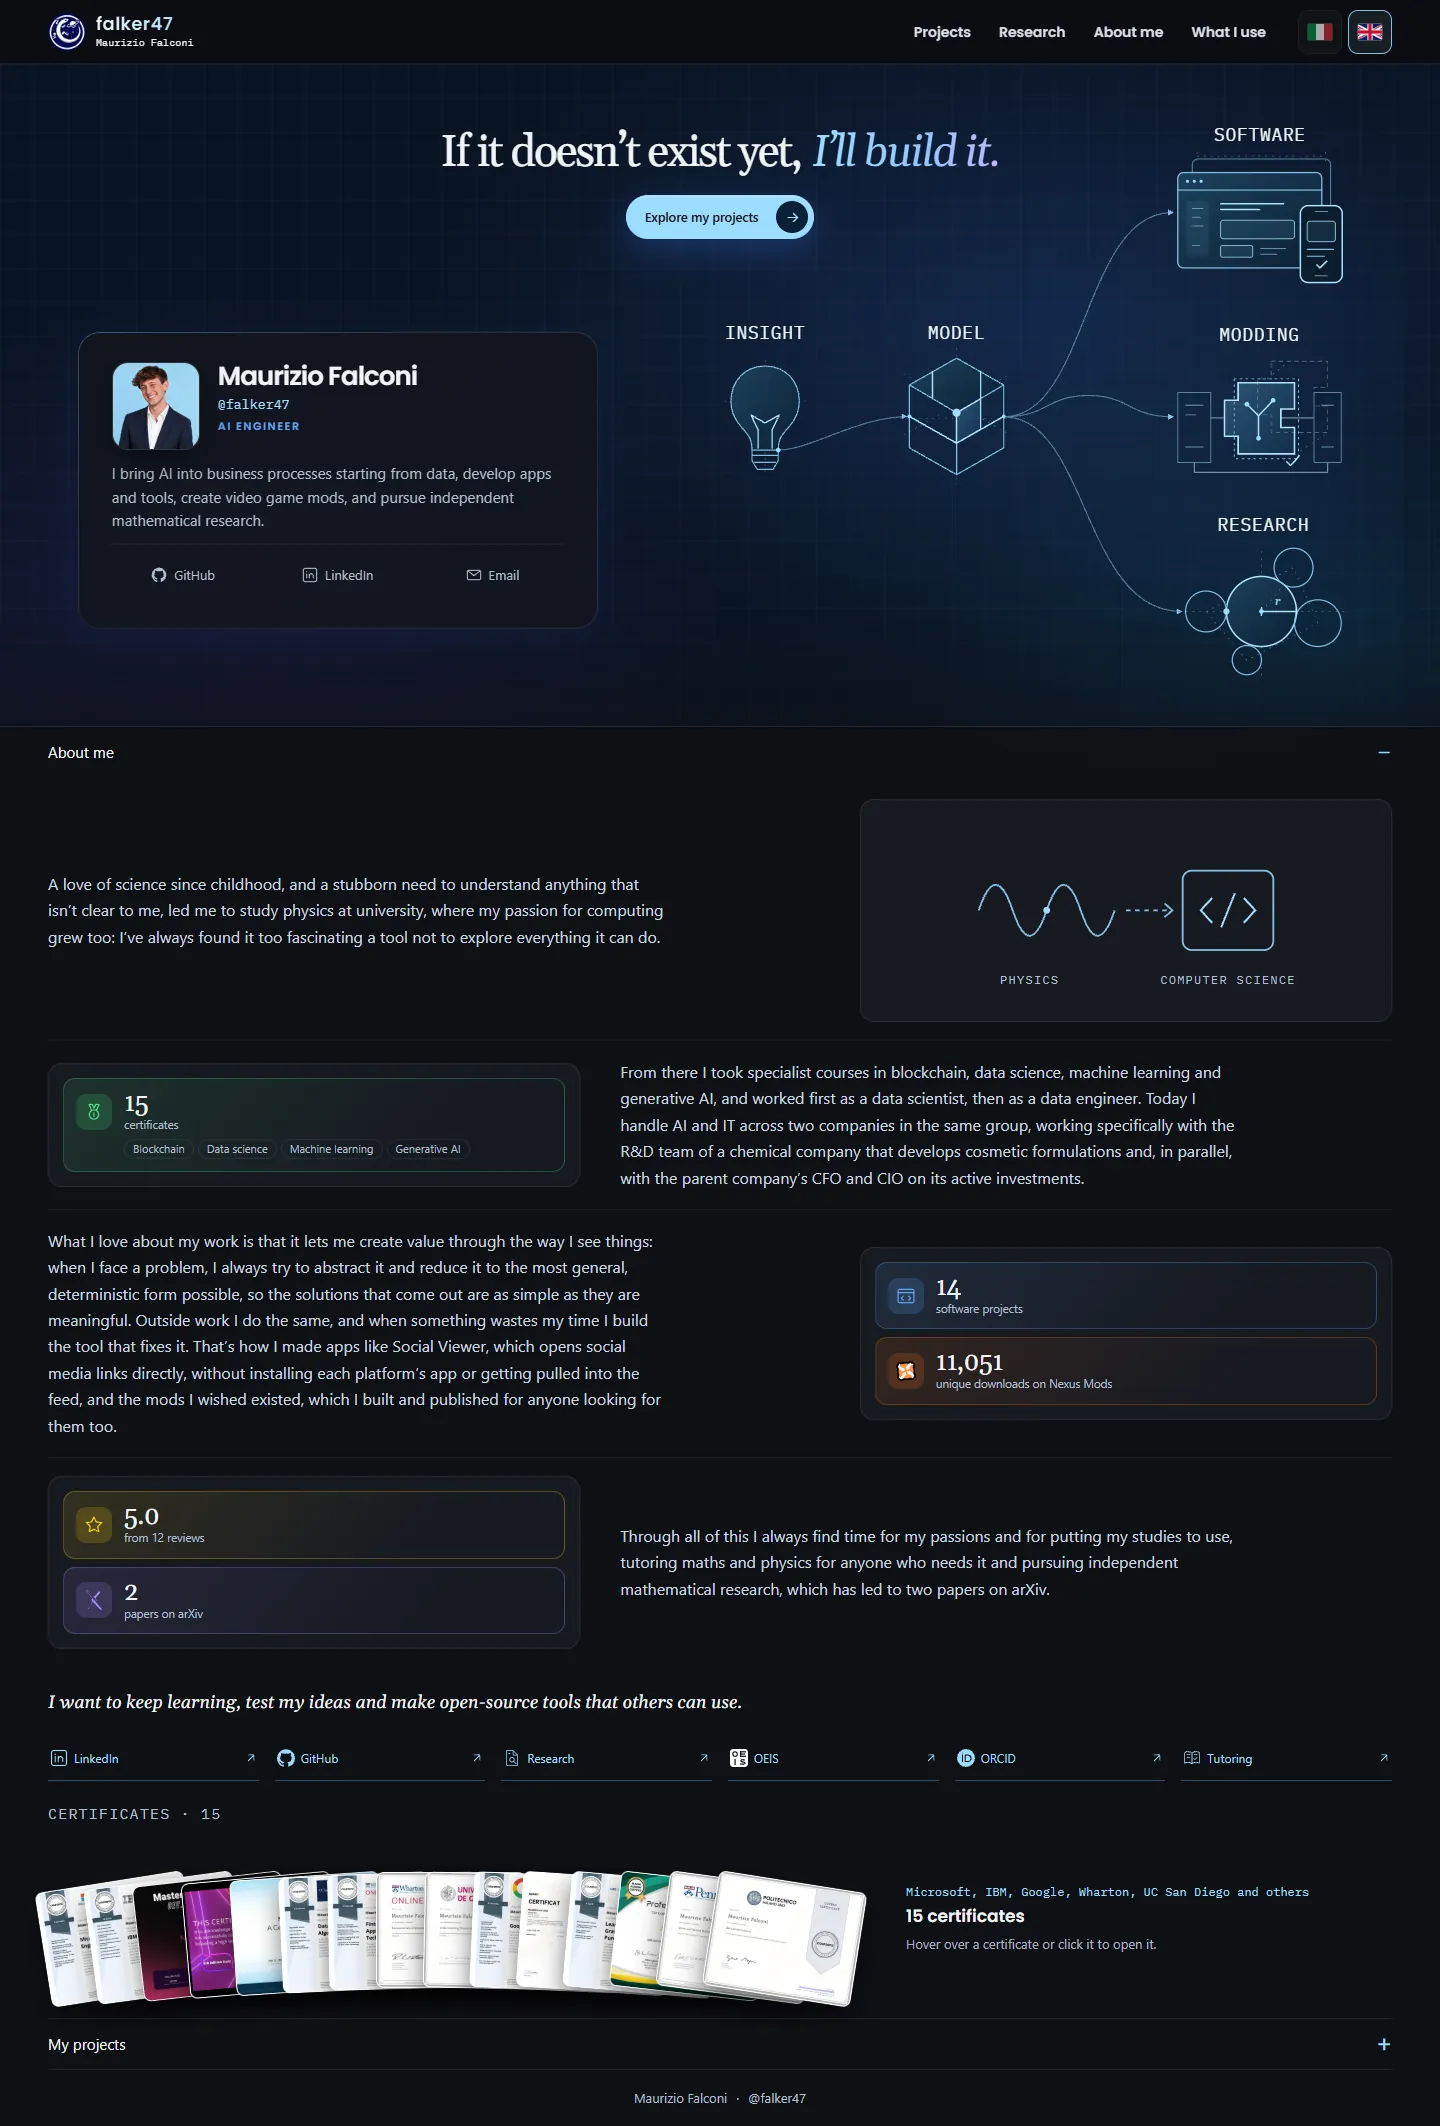 falker47
Maurizio Falconi
Projects
Research
About me
What I use
If it doesn’t exist yet, I’ll build it.
Explore my projects
SOFTWARE
INSIGHT
MODEL
MODDING
RESEARCH
r
Maurizio Falconi
@falker47
AI ENGINEER
I bring AI into business processes starting from data, develop apps
and tools, create video game mods, and pursue independent
mathematical research.
GitHub
LinkedIn
Email
About me
A love of science since childhood, and a stubborn need to understand anything that
isn’t clear to me, led me to study physics at university, where my passion for computing
grew too: I’ve always found it too fascinating a tool not to explore everything it can do.
PHYSICS
COMPUTER SCIENCE
15
certificates
Blockchain
Data science
Machine learning
Generative AI
From there I took specialist courses in blockchain, data science, machine learning and
generative AI, and worked first as a data scientist, then as a data engineer. Today I
handle AI and IT across two companies in the same group, working specifically with the
R&D team of a chemical company that develops cosmetic formulations and, in parallel,
with the parent company’s CFO and CIO on its active investments.
What I love about my work is that it lets me create value through the way I see things:
when I face a problem, I always try to abstract it and reduce it to the most general,
deterministic form possible, so the solutions that come out are as simple as they are
meaningful. Outside work I do the same, and when something wastes my time I build
the tool that fixes it. That’s how I made apps like Social Viewer, which opens social
media links directly, without installing each platform’s app or getting pulled into the
feed, and the mods I wished existed, which I built and published for anyone looking for
them too.
14
software projects
11,051
unique downloads on Nexus Mods
5.0
from 12 reviews
2
papers on arXiv
Through all of this I always find time for my passions and for putting my studies to use,
tutoring maths and physics for anyone who needs it and pursuing independent
mathematical research, which has led to two papers on arXiv.
I want to keep learning, test my ideas and make open-source tools that others can use.
LinkedIn
GitHub
Research
OEIS
ORCID
Tutoring
CERTIFICATES · 15
Wharton
ONLINE
POLITECNICO
Microsoft, IBM, Google, Wharton, UC San Diego and others
15 certificates
Hover over a certificate or click it to open it.
My projects
Maurizio Falconi · @falker47